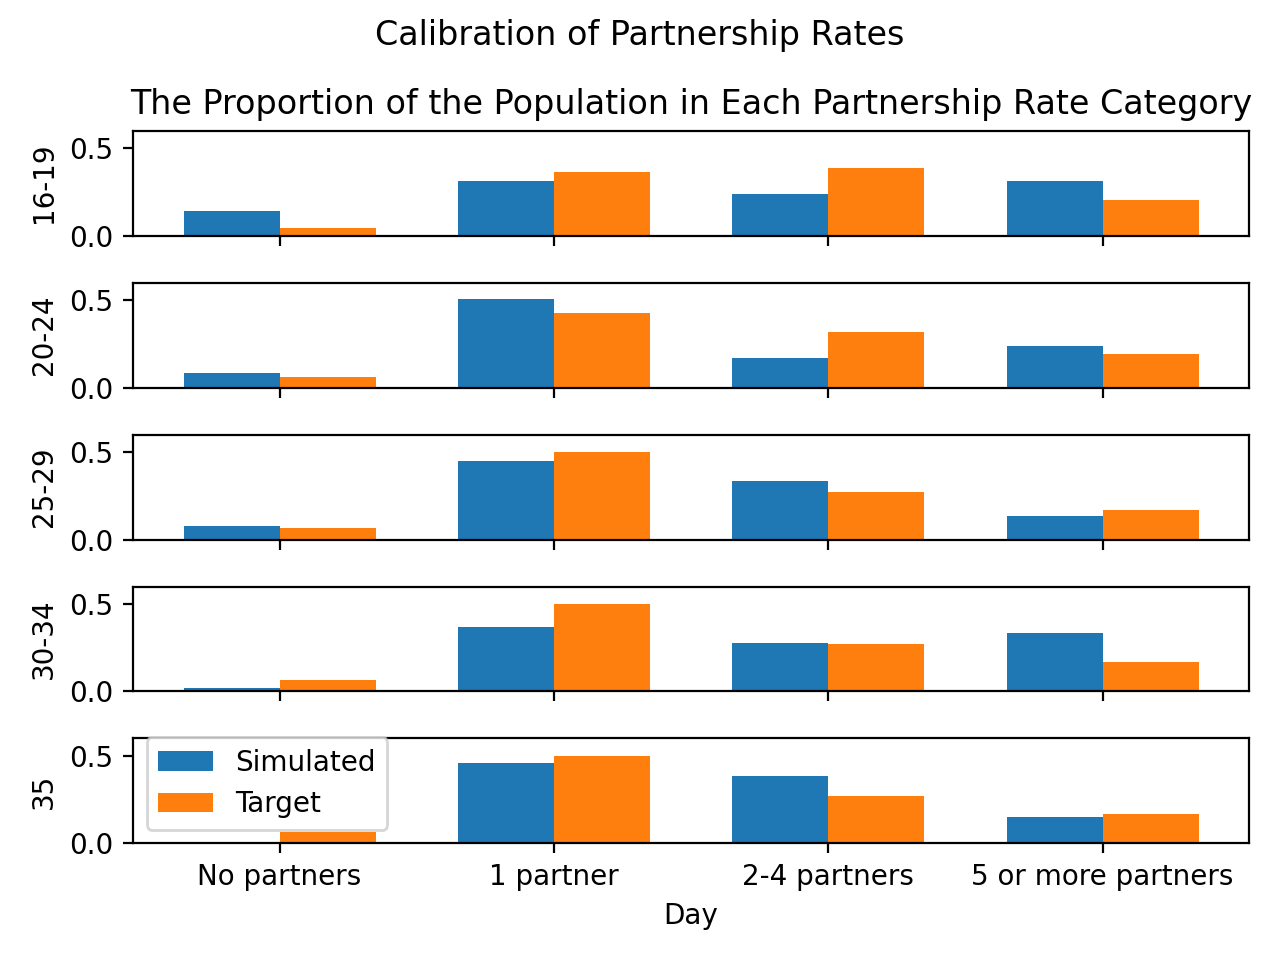 Calibration of Partnership Rates
The Proportion of the Population in Each Partnership Rate Category
16-19
0.5
0.0
20-24
0.5
0.0
25-29
0.5
0.0
30-34
0.5
0.0
35
0.5
0.0
Simulated
Target
No partners
1 partner
2-4 partners
5 or more partners
Day